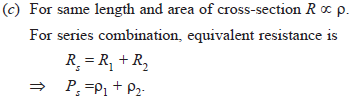 (c) For same length and area of cross-section R ∝ ρ.
For series combination, equivalent resistance is
Rₛ = R₁ + R₂
⇒ Pₛ =ρ₁ + ρ₂.